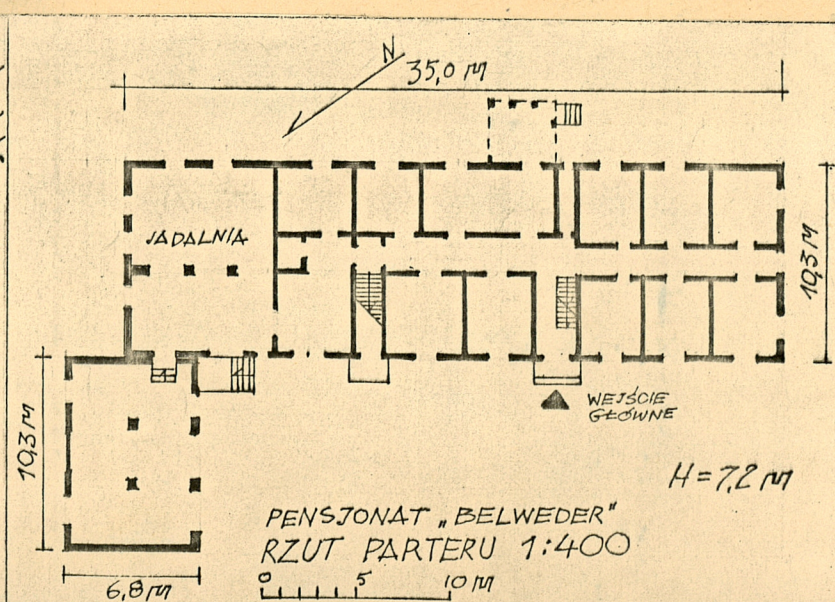 N
35,0 m
JADALNIA
10,3 m
WEJŚCIE
GŁÓWNE
10,3 m
H = 7,2 m
PENSJONAT „BELWEDER"
RZUT PARTERU 1:400
0 5 10 m
6,8 m